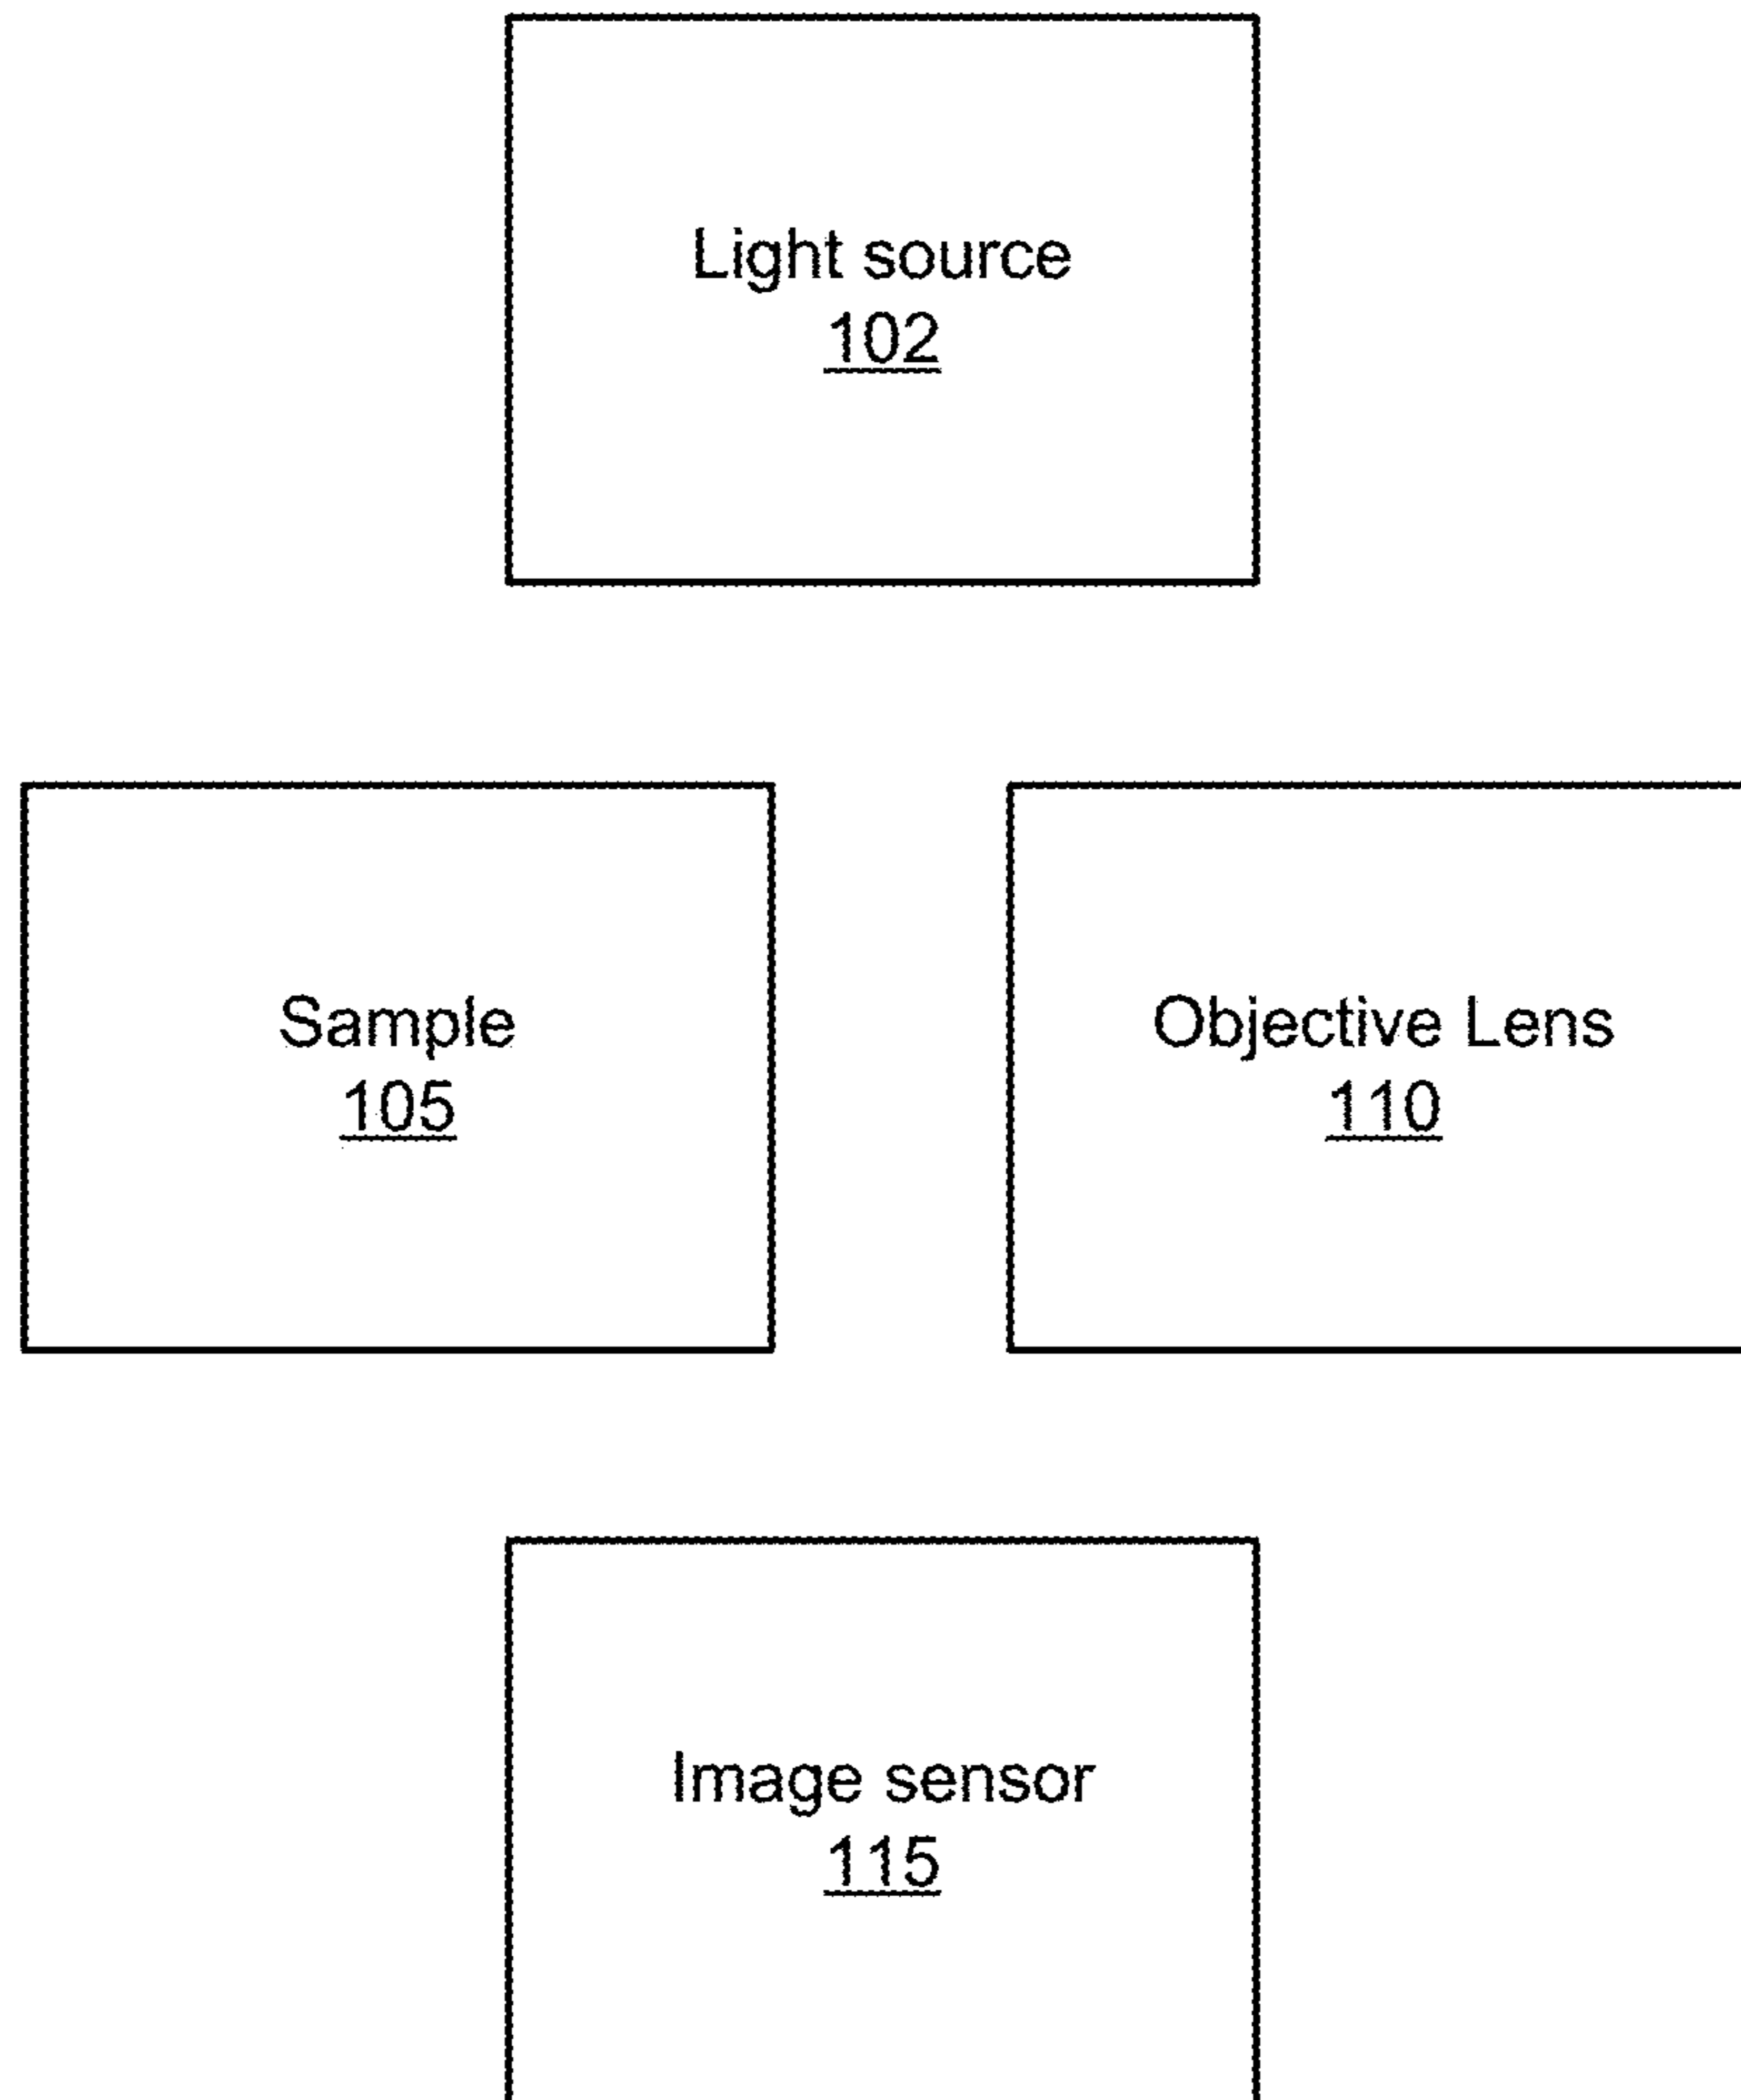 Light source
102
Sample
105
Objective Lens
110
Image sensor
115